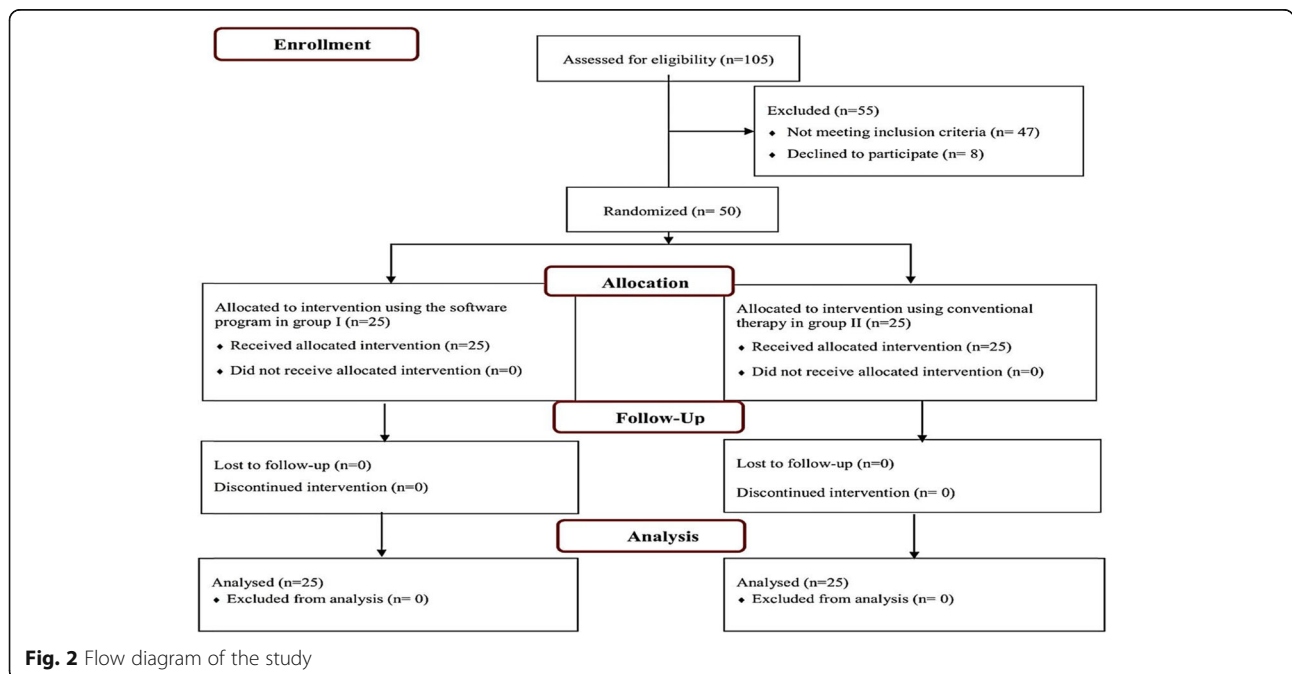 Enrollment
Assessed for eligibility (n=105)
Excluded (n=55)
⬥ Not meeting inclusion criteria (n= 47)
⬥ Declined to participate (n= 8)
Randomized (n= 50)
Allocation
Allocated to intervention using the software
program in group I (n=25)
⬥ Received allocated intervention (n=25)
⬥ Did not receive allocated intervention (n=0)
Allocated to intervention using conventional
therapy in group II (n=25)
⬥ Received allocated intervention (n=25)
⬥ Did not receive allocated intervention (n=0)
Follow-Up
Lost to follow-up (n=0)
Discontinued intervention (n=0)
Lost to follow-up (n=0)
Discontinued intervention (n= 0)
Analysis
Analysed (n=25)
⬥ Excluded from analysis (n= 0)
Analysed (n=25)
⬥ Excluded from analysis (n= 0)
Fig. 2 Flow diagram of the study